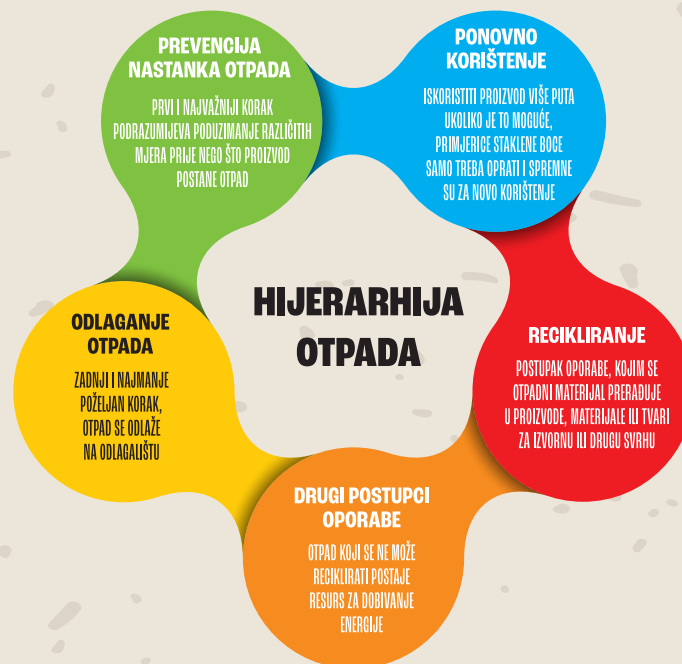 PREVENCIJA
NASTANKA OTPADA
PRVI I NAJVAŽNIJI KORAK
PODRAZUMIJEVA PODUZIMANJE RAZLIČITIH
MJERA PRIJE NEGO ŠTO PROIZVOD
POSTANE OTPAD
PONOVNO
KORIŠTENJE
ISKORISTITI PROIZVOD VIŠE PUTA
UKOLIKO JE TO MOGUĆE,
PRIMJERICE STAKLENE BOCE
SAMO TREBA OPRATI I SPREMNE
SU ZA NOVO KORIŠTENJE
HIJERARHIJA
OTPADA
RECIKLIRANJE
POSTUPAK OPORABE, KOJIM SE
OTPADNI MATERIJAL PRERAĐUJE
U PROIZVODE, MATERIJALE ILI TVARI
ZA IZVORNU ILI DRUGU SVRHU
DRUGI POSTUPCI
OPORABE
OTPAD KOJI SE NE MOŽE
RECIKLIRATI POSTAJE
RESURS ZA DOBIVANJE
ENERGIJE
ODLAGANJE
OTPADA
ZADNJI I NAJMANJE
POŽELJAN KORAK,
OTPAD SE ODLAŽE
NA ODLAGALIŠTU